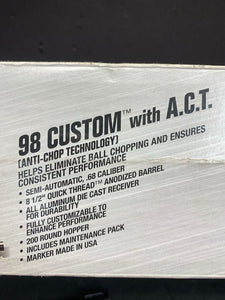 98 CUSTOM™ with A.C.T.
[ANTI-CHOP TECHNOLOGY]
HELPS ELIMINATE BALL CHOPPING AND ENSURES
CONSISTENT PERFORMANCE
• SEMI-AUTOMATIC, .68 CALIBER
• 8 1/2" QUICK THREAD™ ANODIZED BARREL
• ALL ALUMINUM DIE CAST RECEIVER
FOR DURABILITY
• FULLY CUSTOMIZABLE TO
ENHANCE PERFORMANCE
• 200 ROUND HOPPER
• INCLUDES MAINTENANCE PACK
• MARKER MADE IN USA